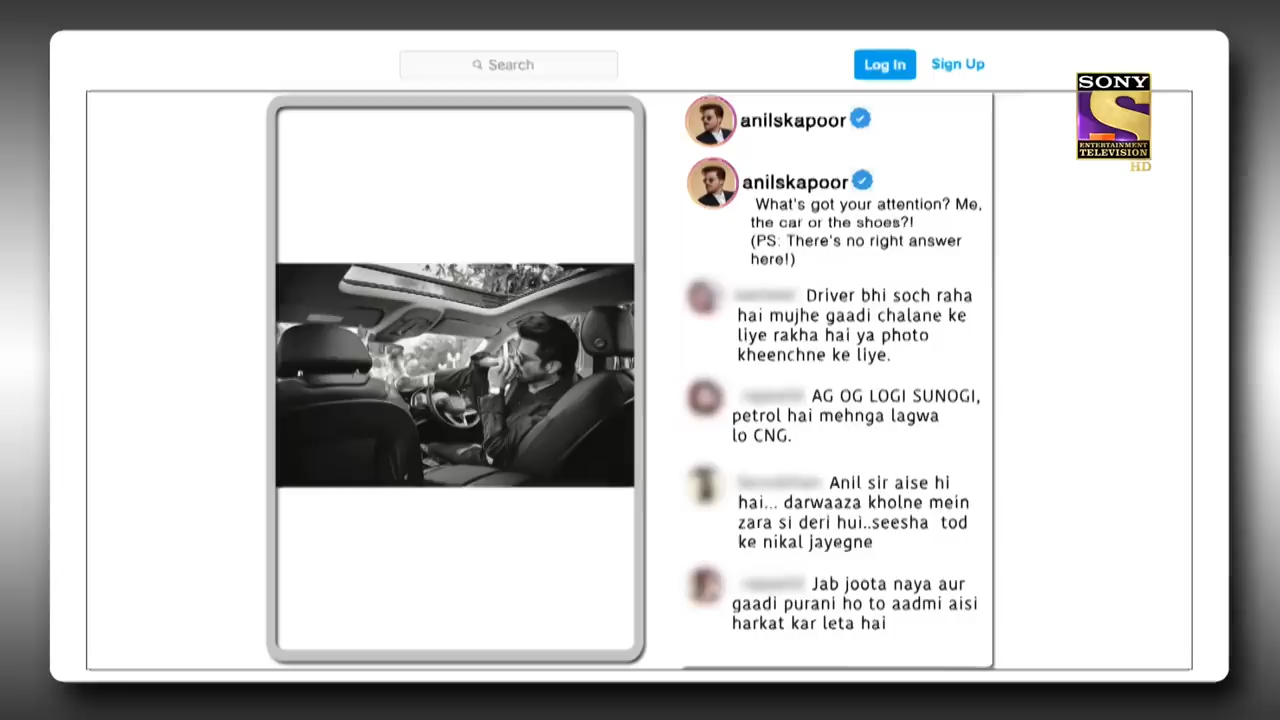 Search
Log In
Sign Up
SONY
S
ENTERTAINMENT
TELEVISION
HD
anilskapoor
anilskapoor
What's got your attention? Me,
the car or the shoes?!
(PS: There's no right answer
here!)
Driver bhi soch raha
hai mujhe gaadi chalane ke
liye rakha hai ya photo
kheenchne ke liye.
AG OG LOGI SUNOGI,
petrol hai mehnga lagwa
lo CNG.
Anil sir aise hi
hai... darwaaza kholne mein
zara si deri hui..seesha tod
ke nikal jayegne
Jab joota naya aur
gaadi purani ho to aadmi aisi
harkat kar leta hai